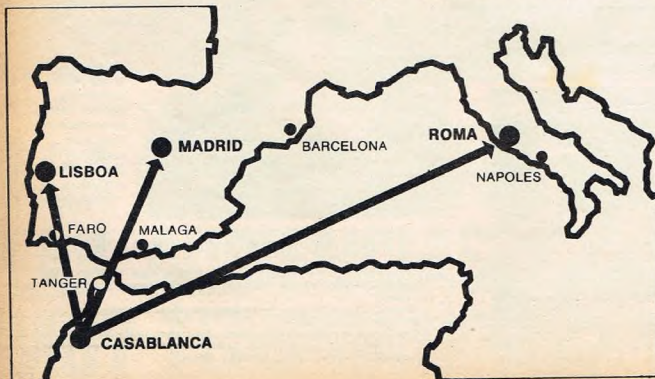 MADRID
BARCELONA
ROMA
LISBOA
NAPOLES
FARO
MALAGA
TANGER
CASABLANCA